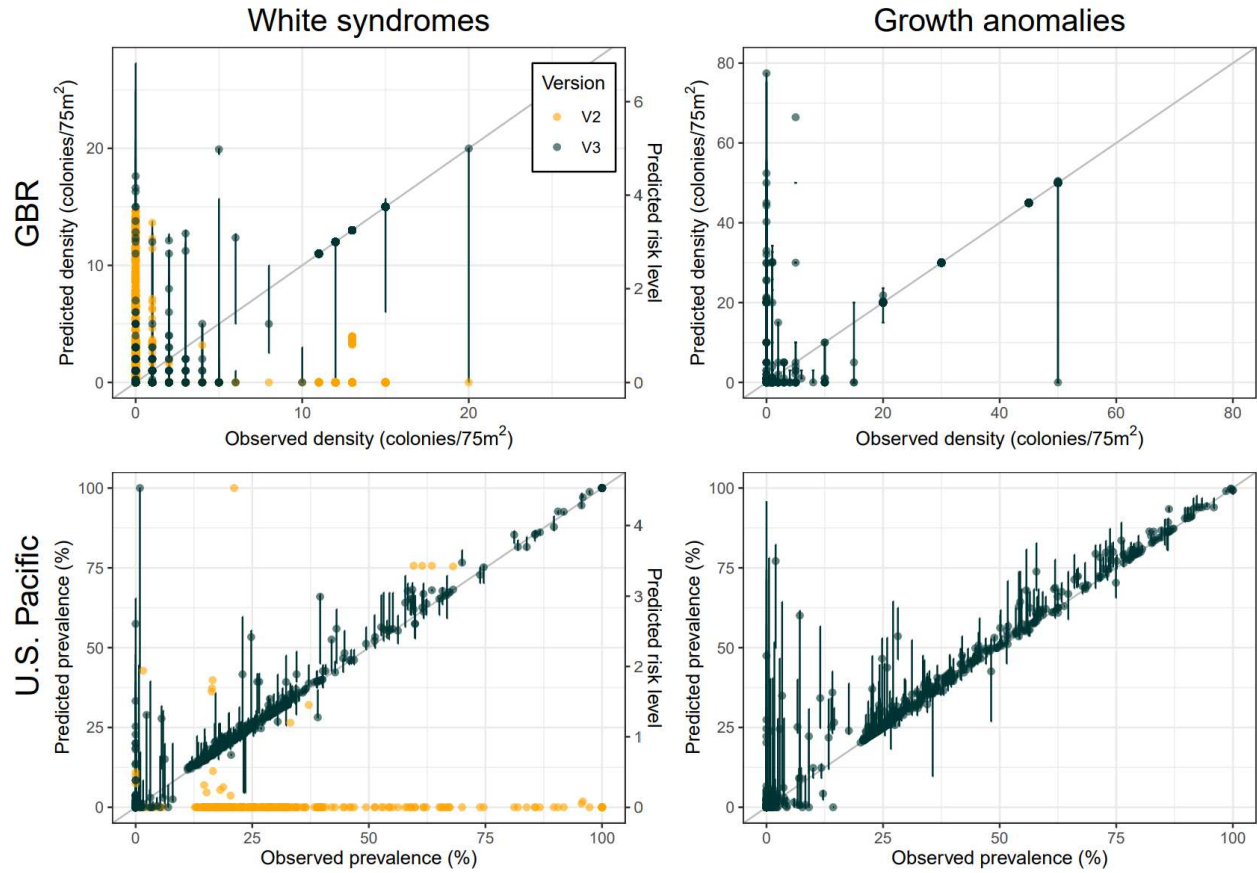 White syndromes
Growth anomalies
GBR
Predicted density (colonies/75m²)
20
10
0
Version
V2
V3
6
4
2
0
Predicted risk level
0
10
20
Observed density (colonies/75m²)
Predicted density (colonies/75m²)
80
60
40
20
0
0
20
40
60
80
Observed density (colonies/75m²)
U.S. Pacific
Predicted prevalence (%)
100
75
50
25
0
4
3
2
1
0
Predicted risk level
0
25
50
75
100
Observed prevalence (%)
Predicted prevalence (%)
100
75
50
25
0
0
25
50
75
100
Observed prevalence (%)